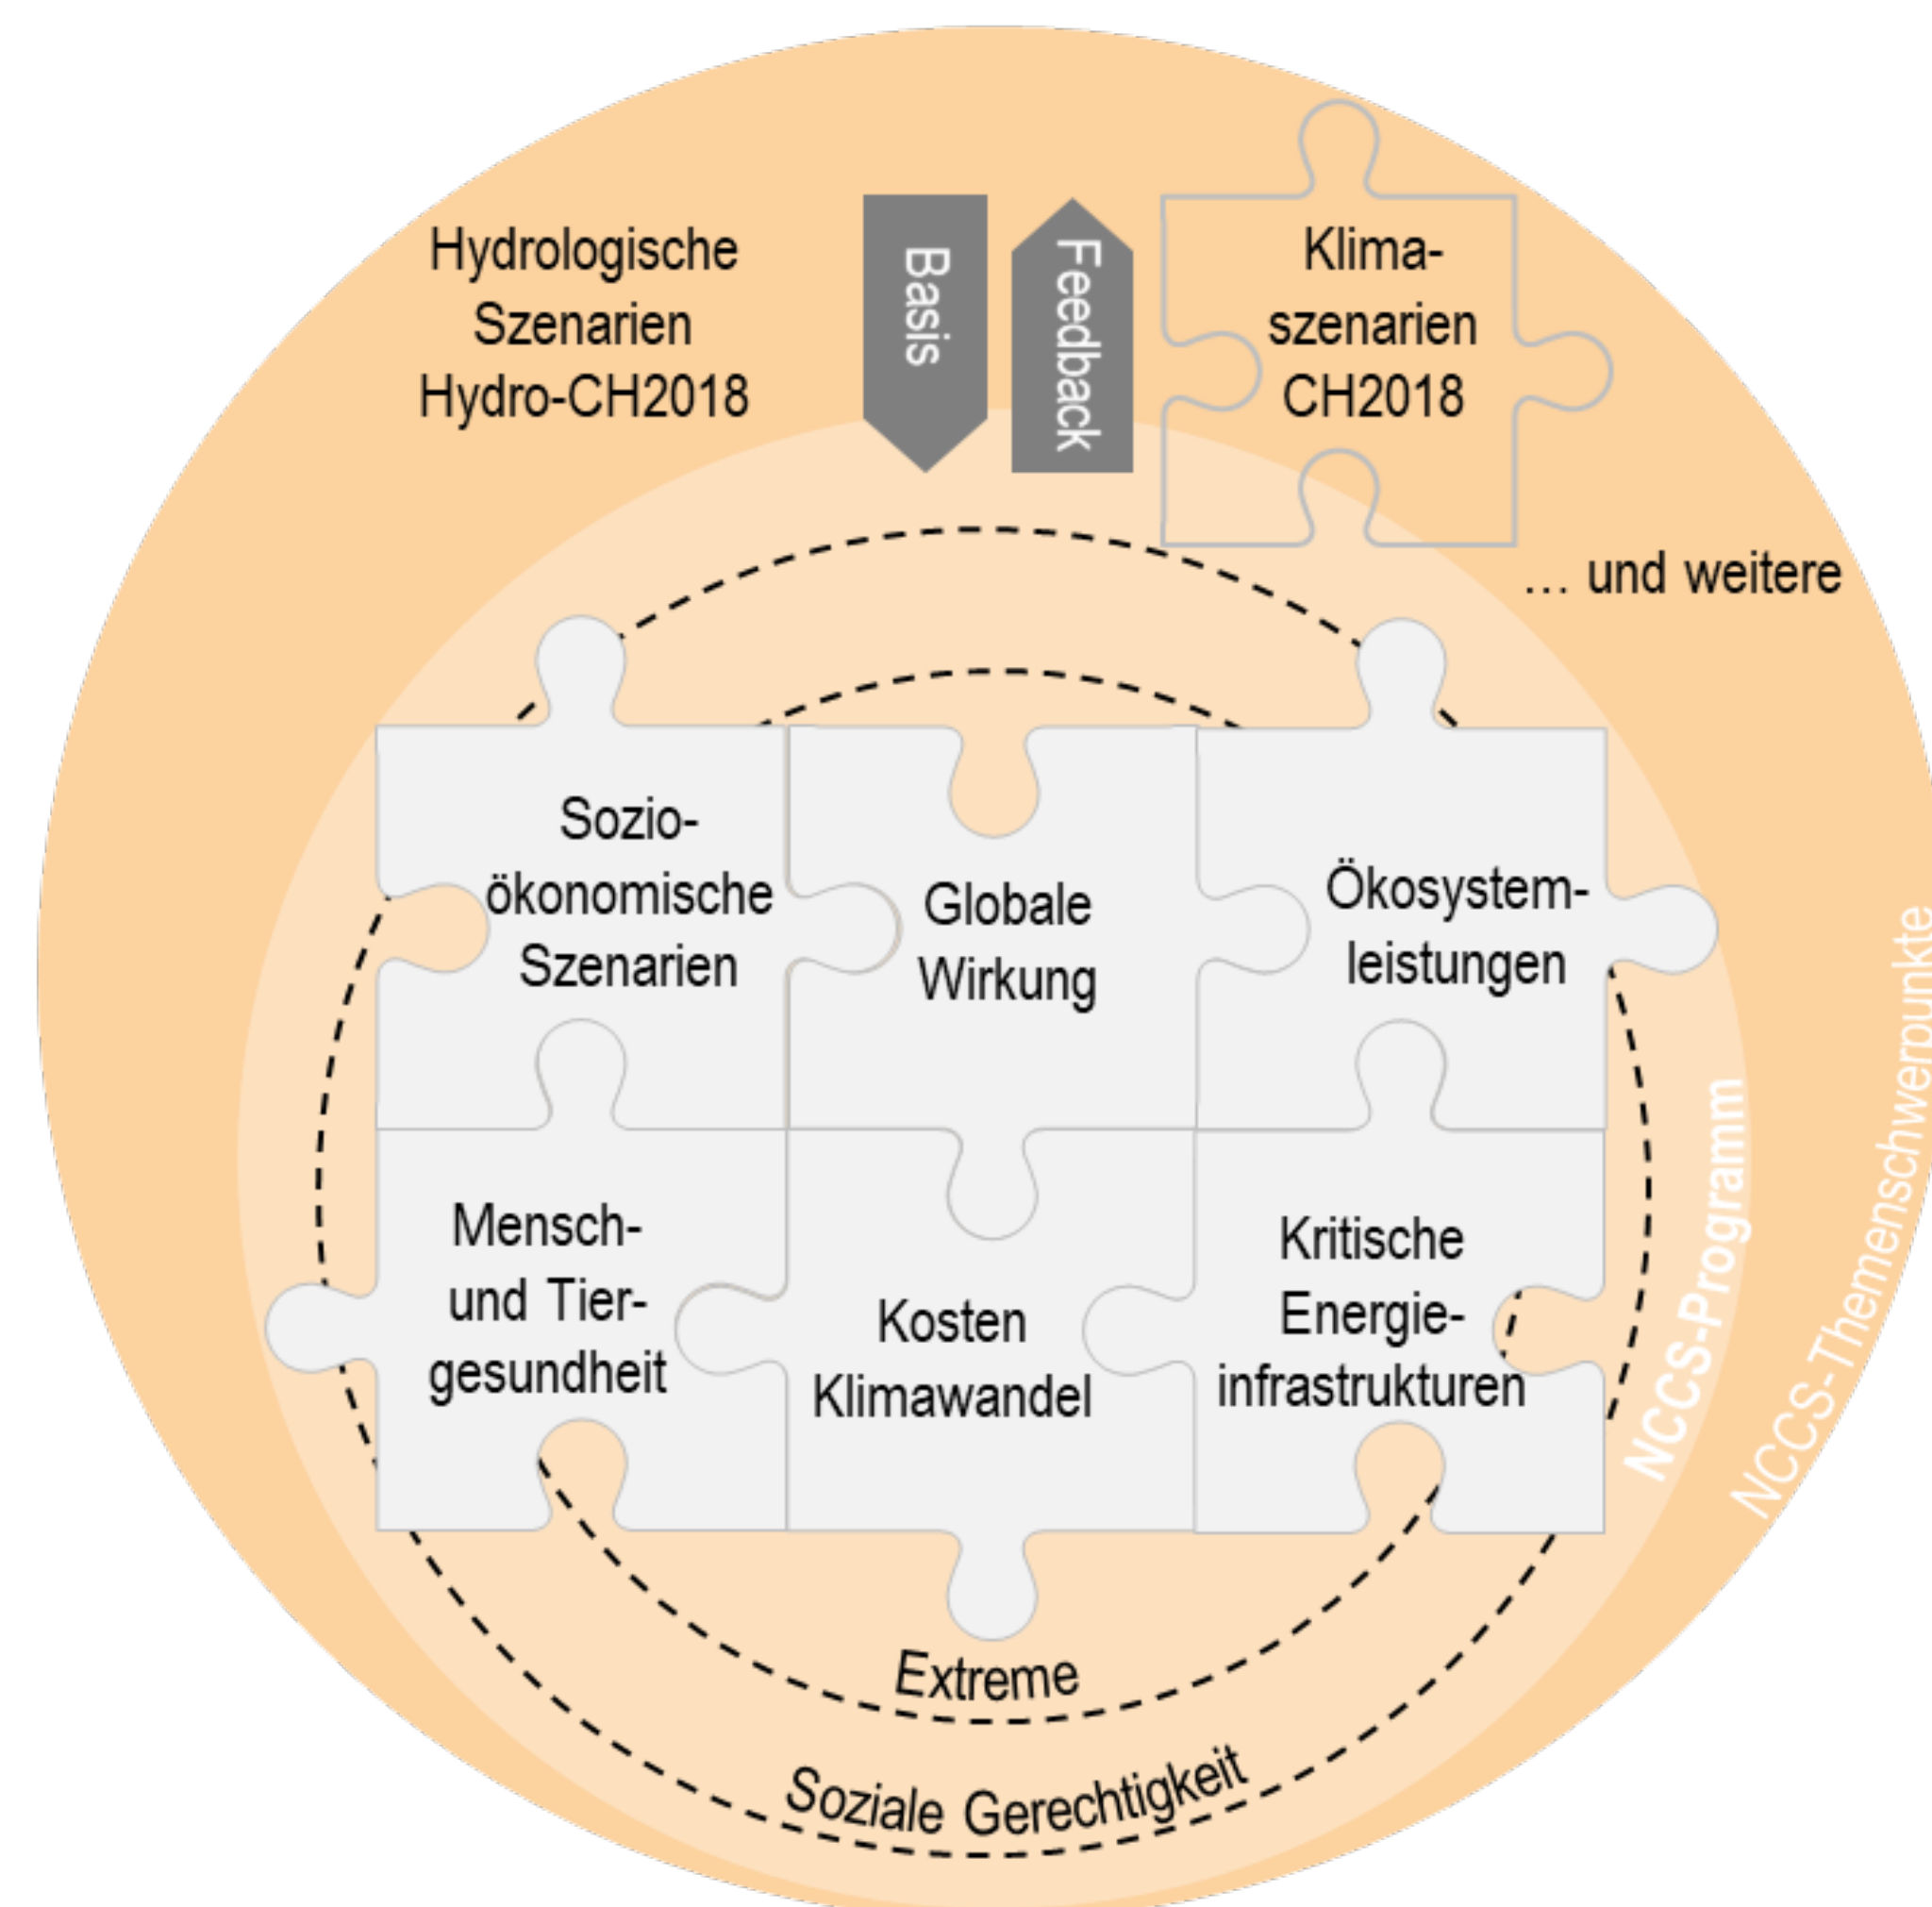 Hydrologische
Szenarien
Hydro-CH2018
Basis
Feedback
Klima-
szenarien
CH2018
... und weitere
Sozio-
ökonomische
Szenarien
Globale
Wirkung
Ökosystem-
leistungen
Mensch-
und Tier-
gesundheit
Kosten
Klimawandel
Kritische
Energie-
infrastrukturen
Extreme
Soziale Gerechtigkeit
NCCS-Programm
NCCS-Themenschwerpunkte